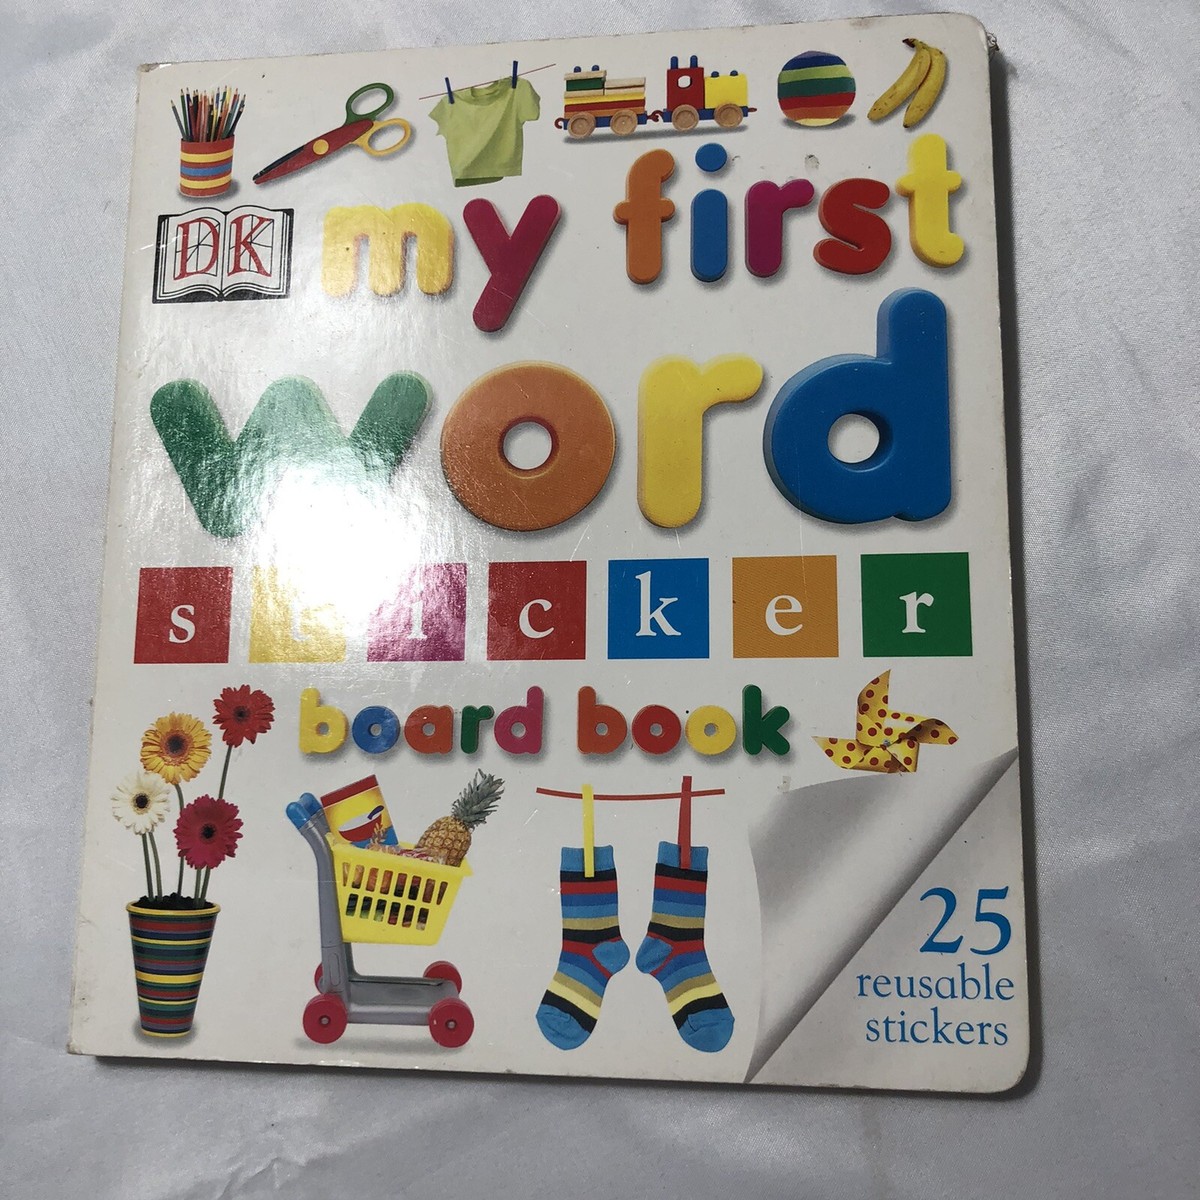 DK
my first
word
sticker
board book
25
reusable
stickers